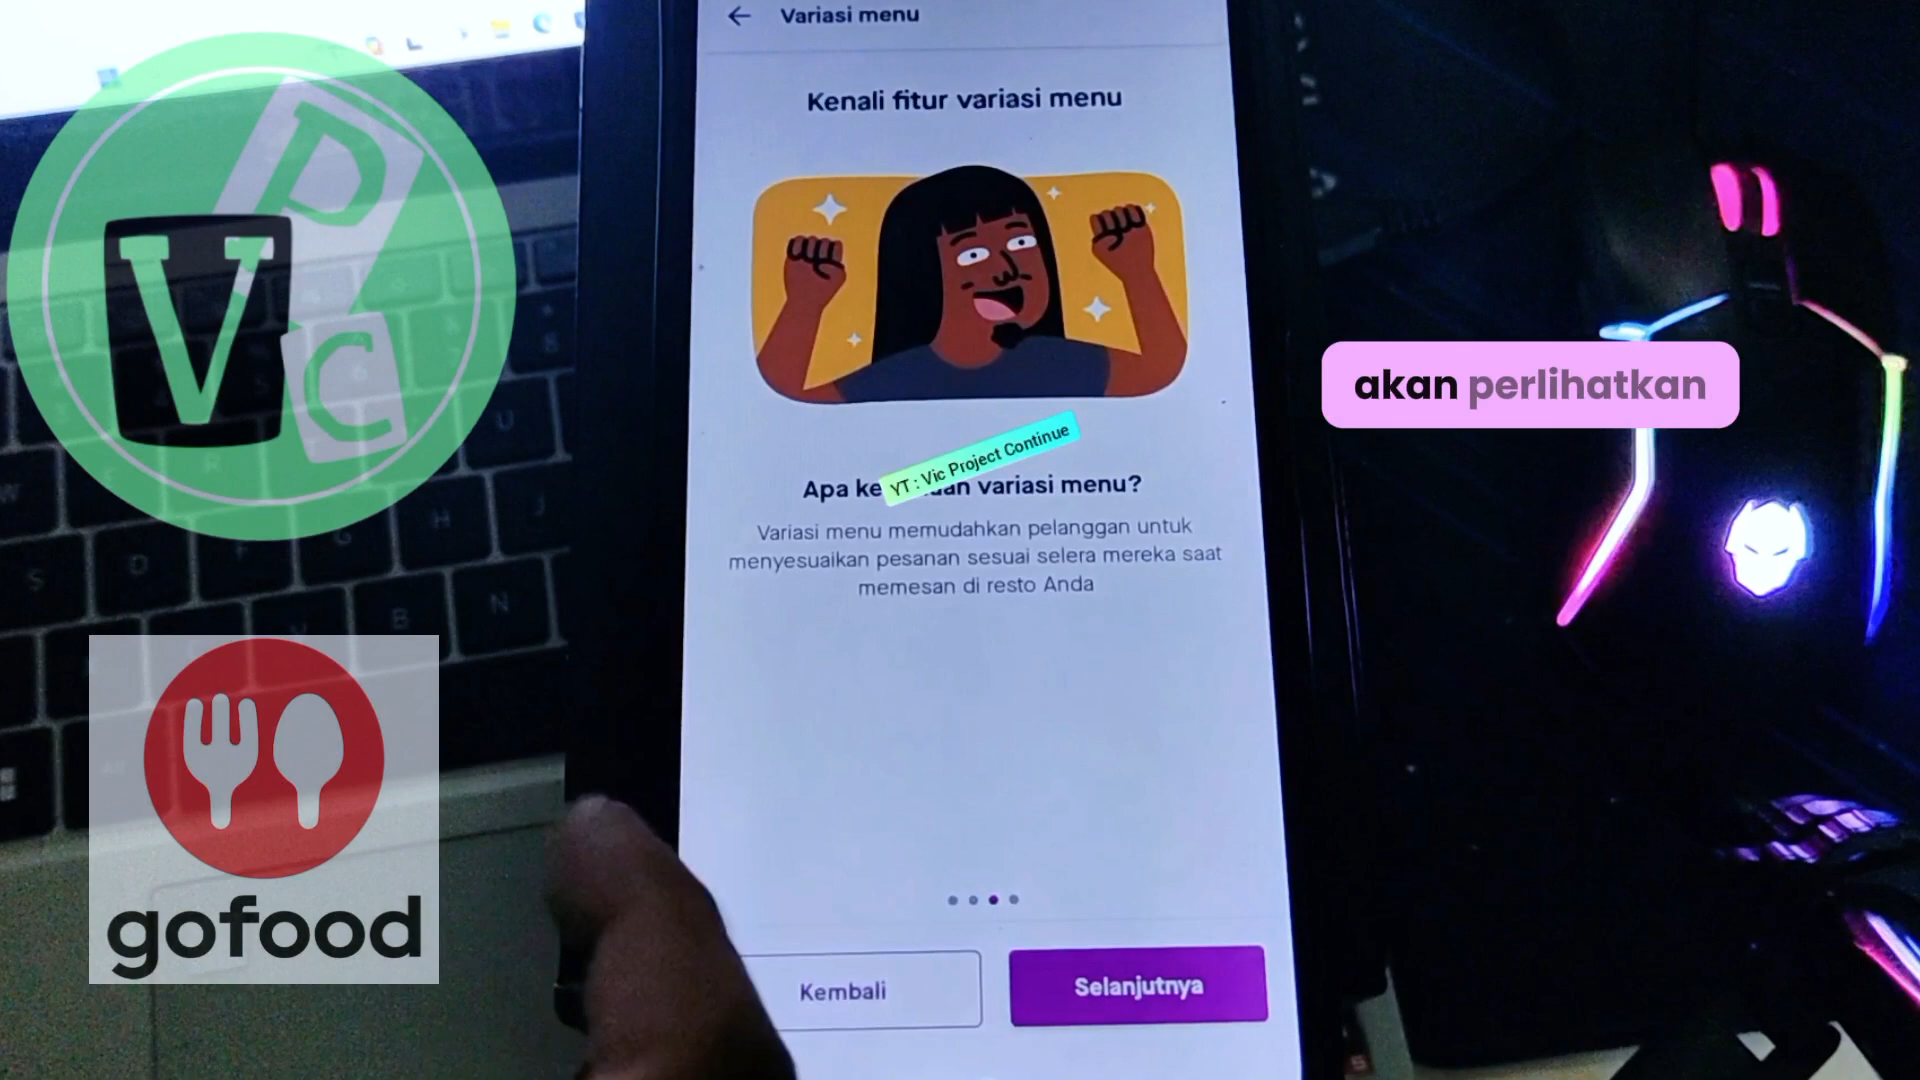 Variasi menu
Kenali fitur variasi menu
YT : Vic Project Continue
Apa ke an variasi menu?
Variasi menu memudahkan pelanggan untuk
menyesuaikan pesanan sesuai selera mereka saat
memesan di resto Anda
Kembali
Selanjutnya
akan perlihatkan
V P C
gofood